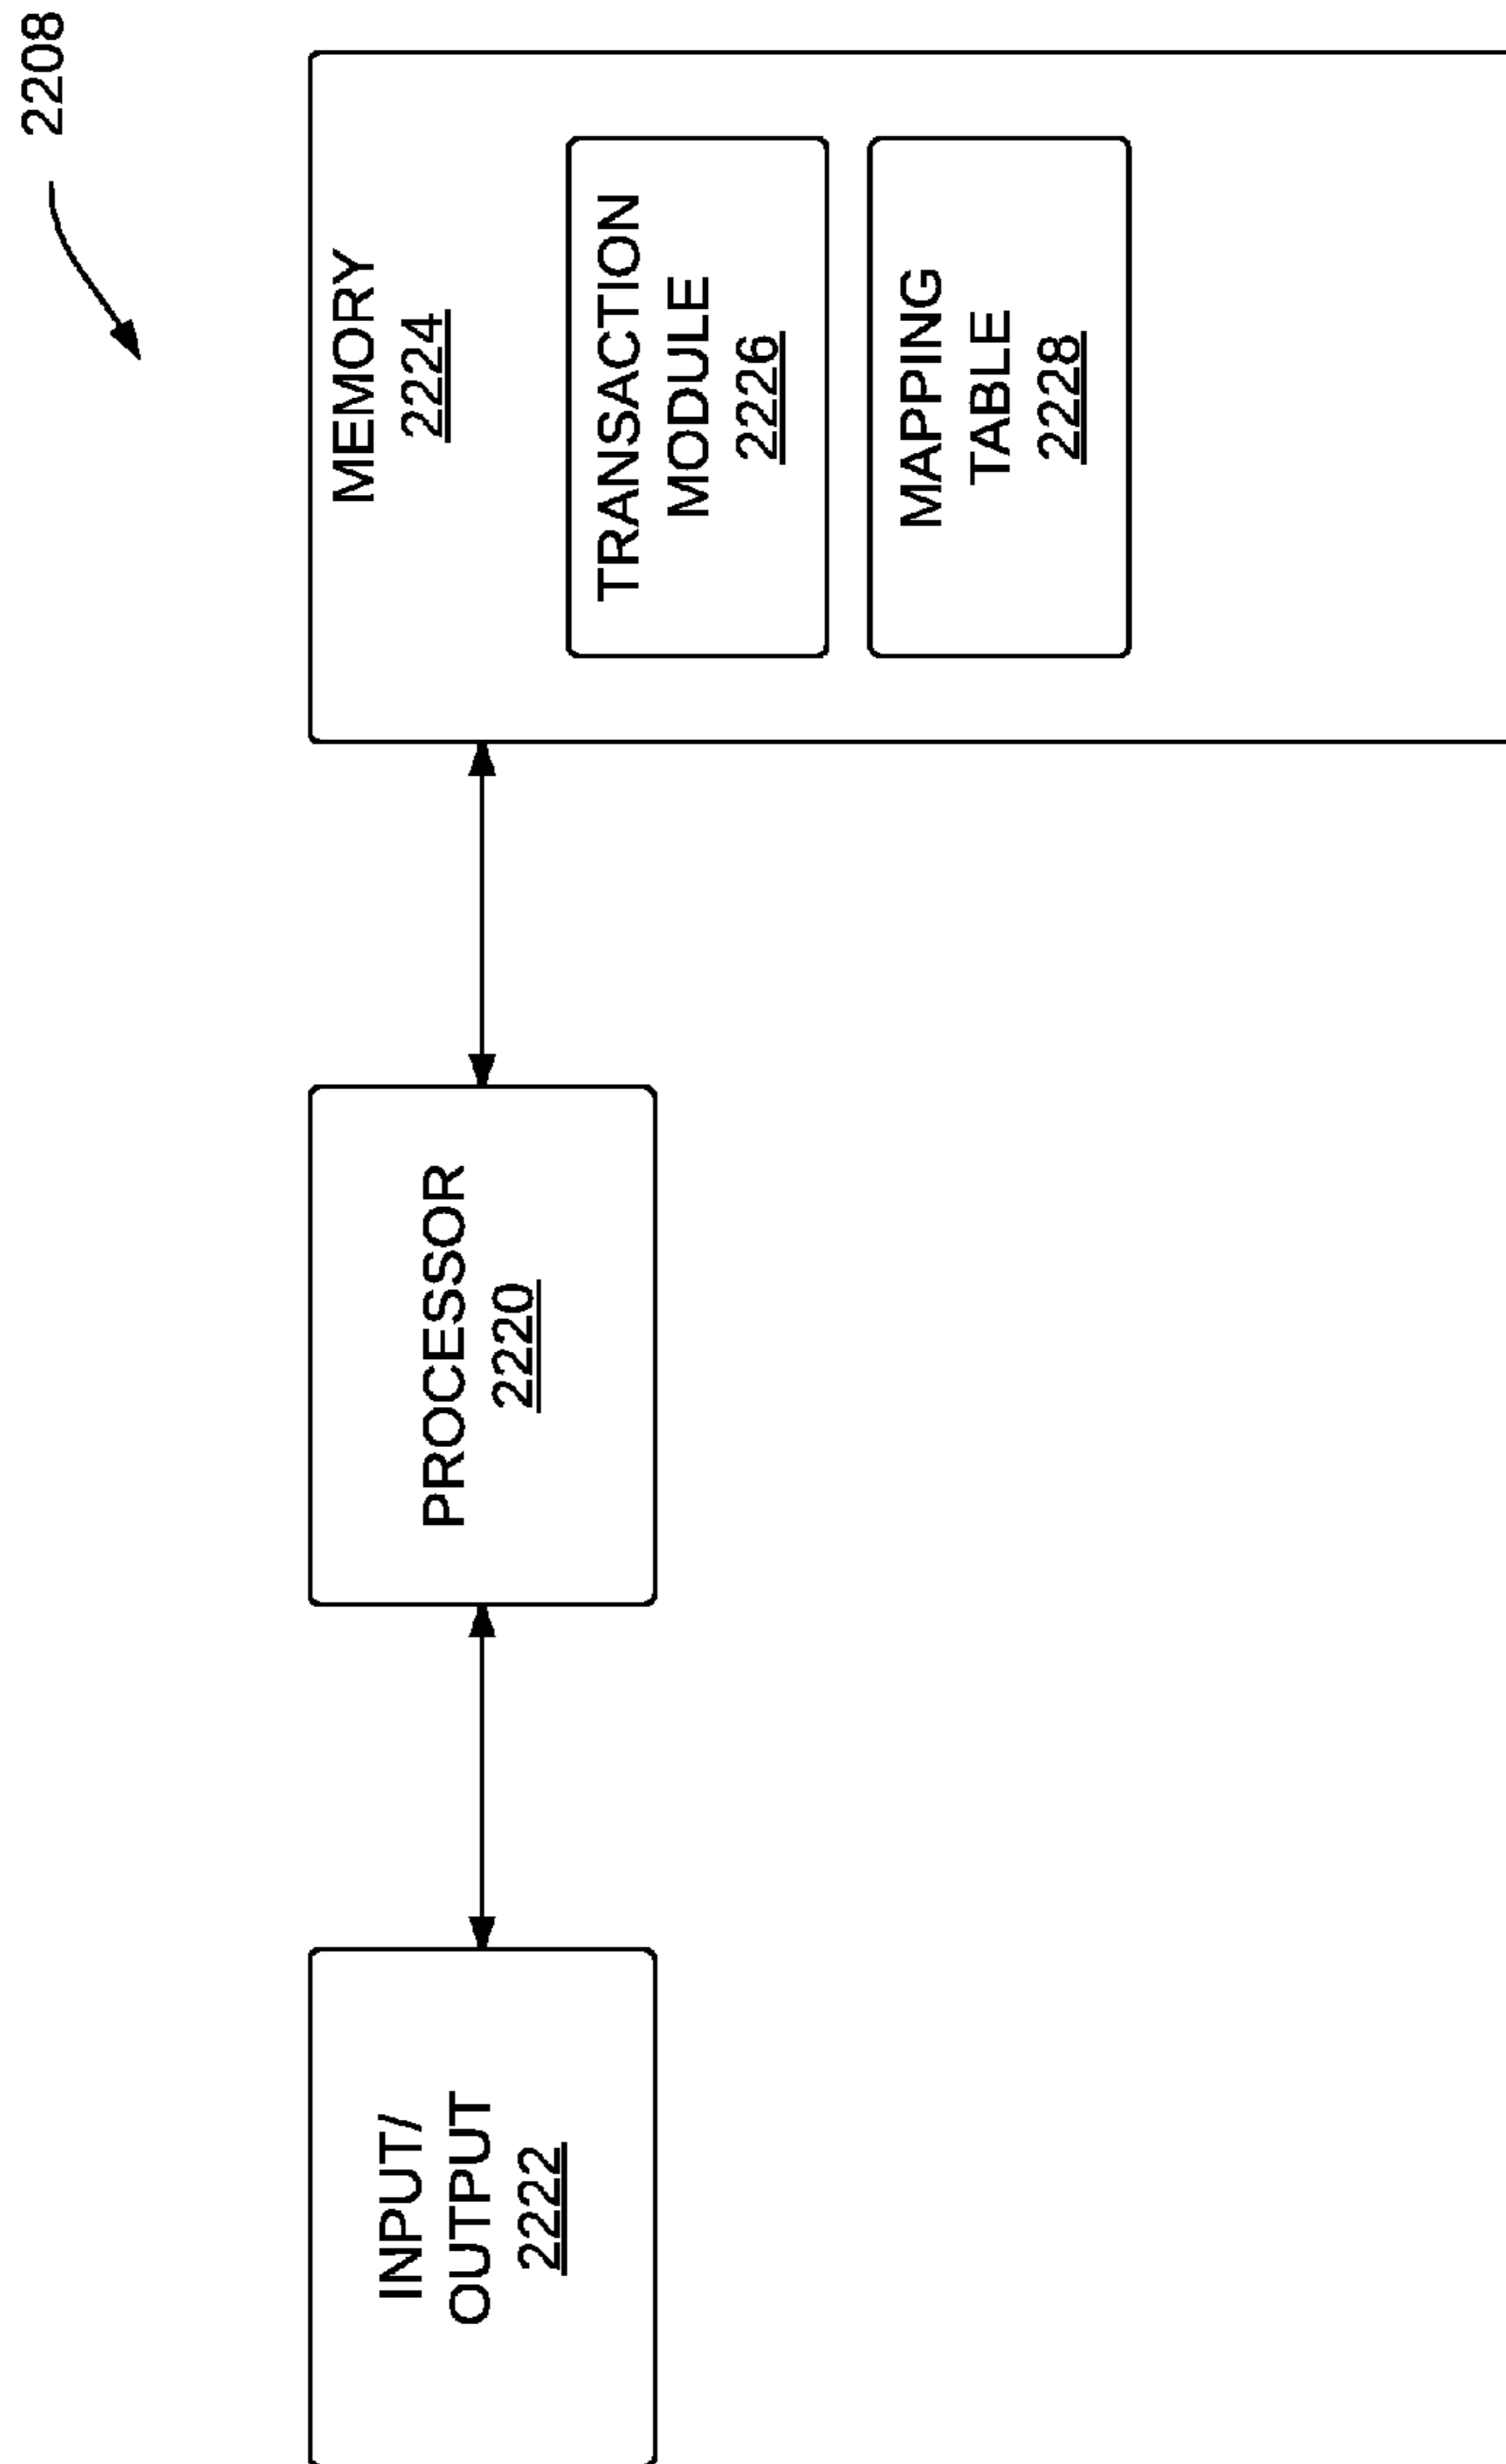 2208
INPUT/
OUTPUT
2222
PROCESSOR
2220
MEMORY
2224
TRANSACTION
MODULE
2226
MAPPING
TABLE
2228